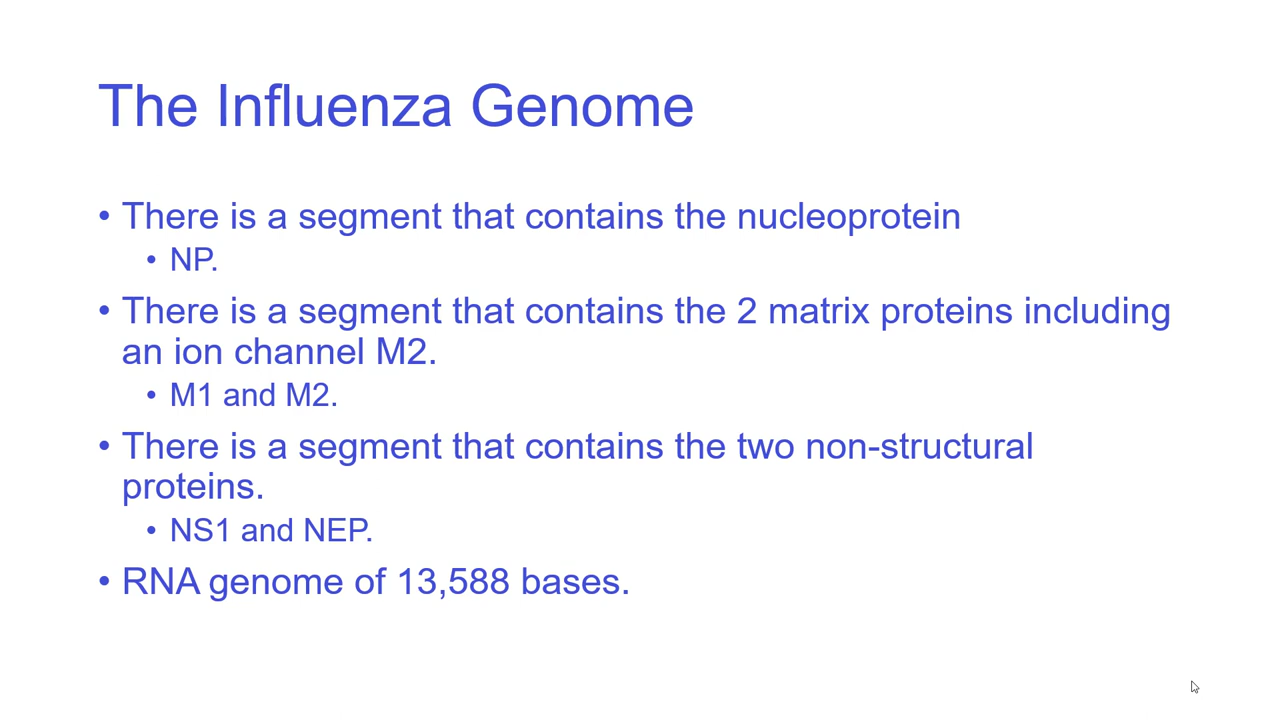 The Influenza Genome
• There is a segment that contains the nucleoprotein
• NP.
• There is a segment that contains the 2 matrix proteins including
an ion channel M2.
• M1 and M2.
• There is a segment that contains the two non-structural
proteins.
• NS1 and NEP.
• RNA genome of 13,588 bases.